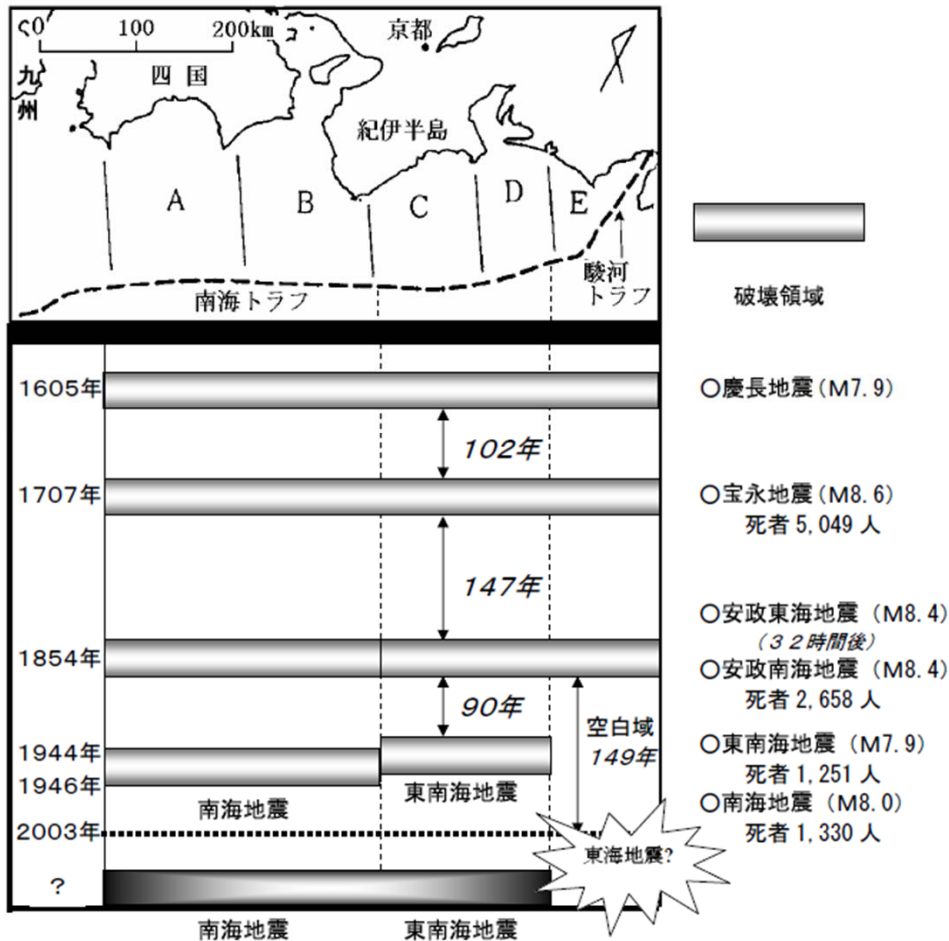 0 100 200km
京都
九州
四国
紀伊半島
A B C D E
南海トラフ
駿河
トラフ
破壊領域
1605年
○慶長地震(M7.9)
102年
1707年
○宝永地震(M8.6)
死者 5,049 人
147年
○安政東海地震 (M8.4)
(32時間後)
1854年
○安政南海地震 (M8.4)
死者 2,658 人
90年
空白域
149年
1944年
○東南海地震 (M7.9)
死者 1,251 人
1946年
南海地震
東南海地震
○南海地震 (M8.0)
死者 1,330 人
2003年
東海地震?
?
南海地震
東南海地震